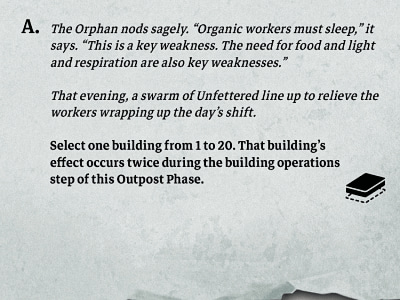 A. The Orphan nods sagely. “Organic workers must sleep,” it
says. “This is a key weakness. The need for food and light
and respiration are also key weaknesses.”
That evening, a swarm of Unfettered line up to relieve the
workers wrapping up the day’s shift.
Select one building from 1 to 20. That building’s
effect occurs twice during the building operations
step of this Outpost Phase.